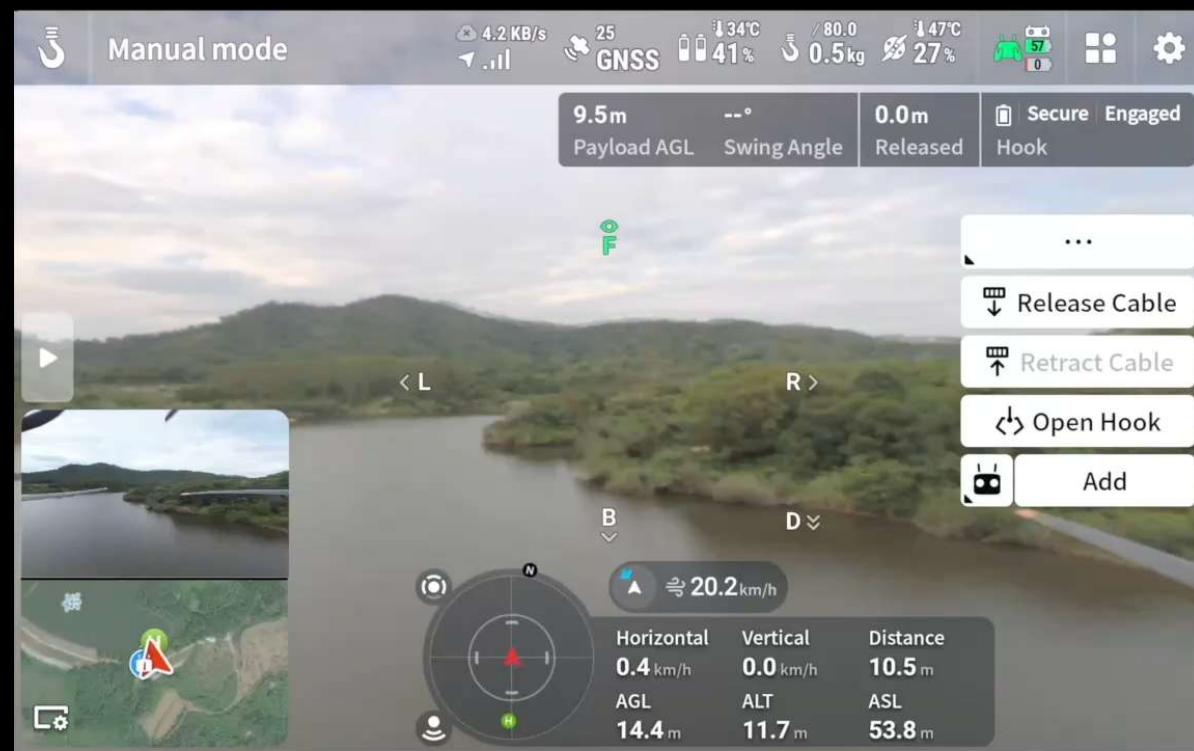 Manual mode
4.2 KB/s
25
GNSS
34℃
41%
/80.0
0.5kg
47℃
27%
57
0
9.5m
Payload AGL
--°
Swing Angle
0.0m
Released
Secure Engaged
Hook
F
...
Release Cable
Retract Cable
Open Hook
Add
< L
R >
B
D
N
20.2km/h
Horizontal Vertical Distance
0.4 km/h 0.0 km/h 10.5 m
AGL ALT ASL
14.4 m 11.7 m 53.8 m
H
N